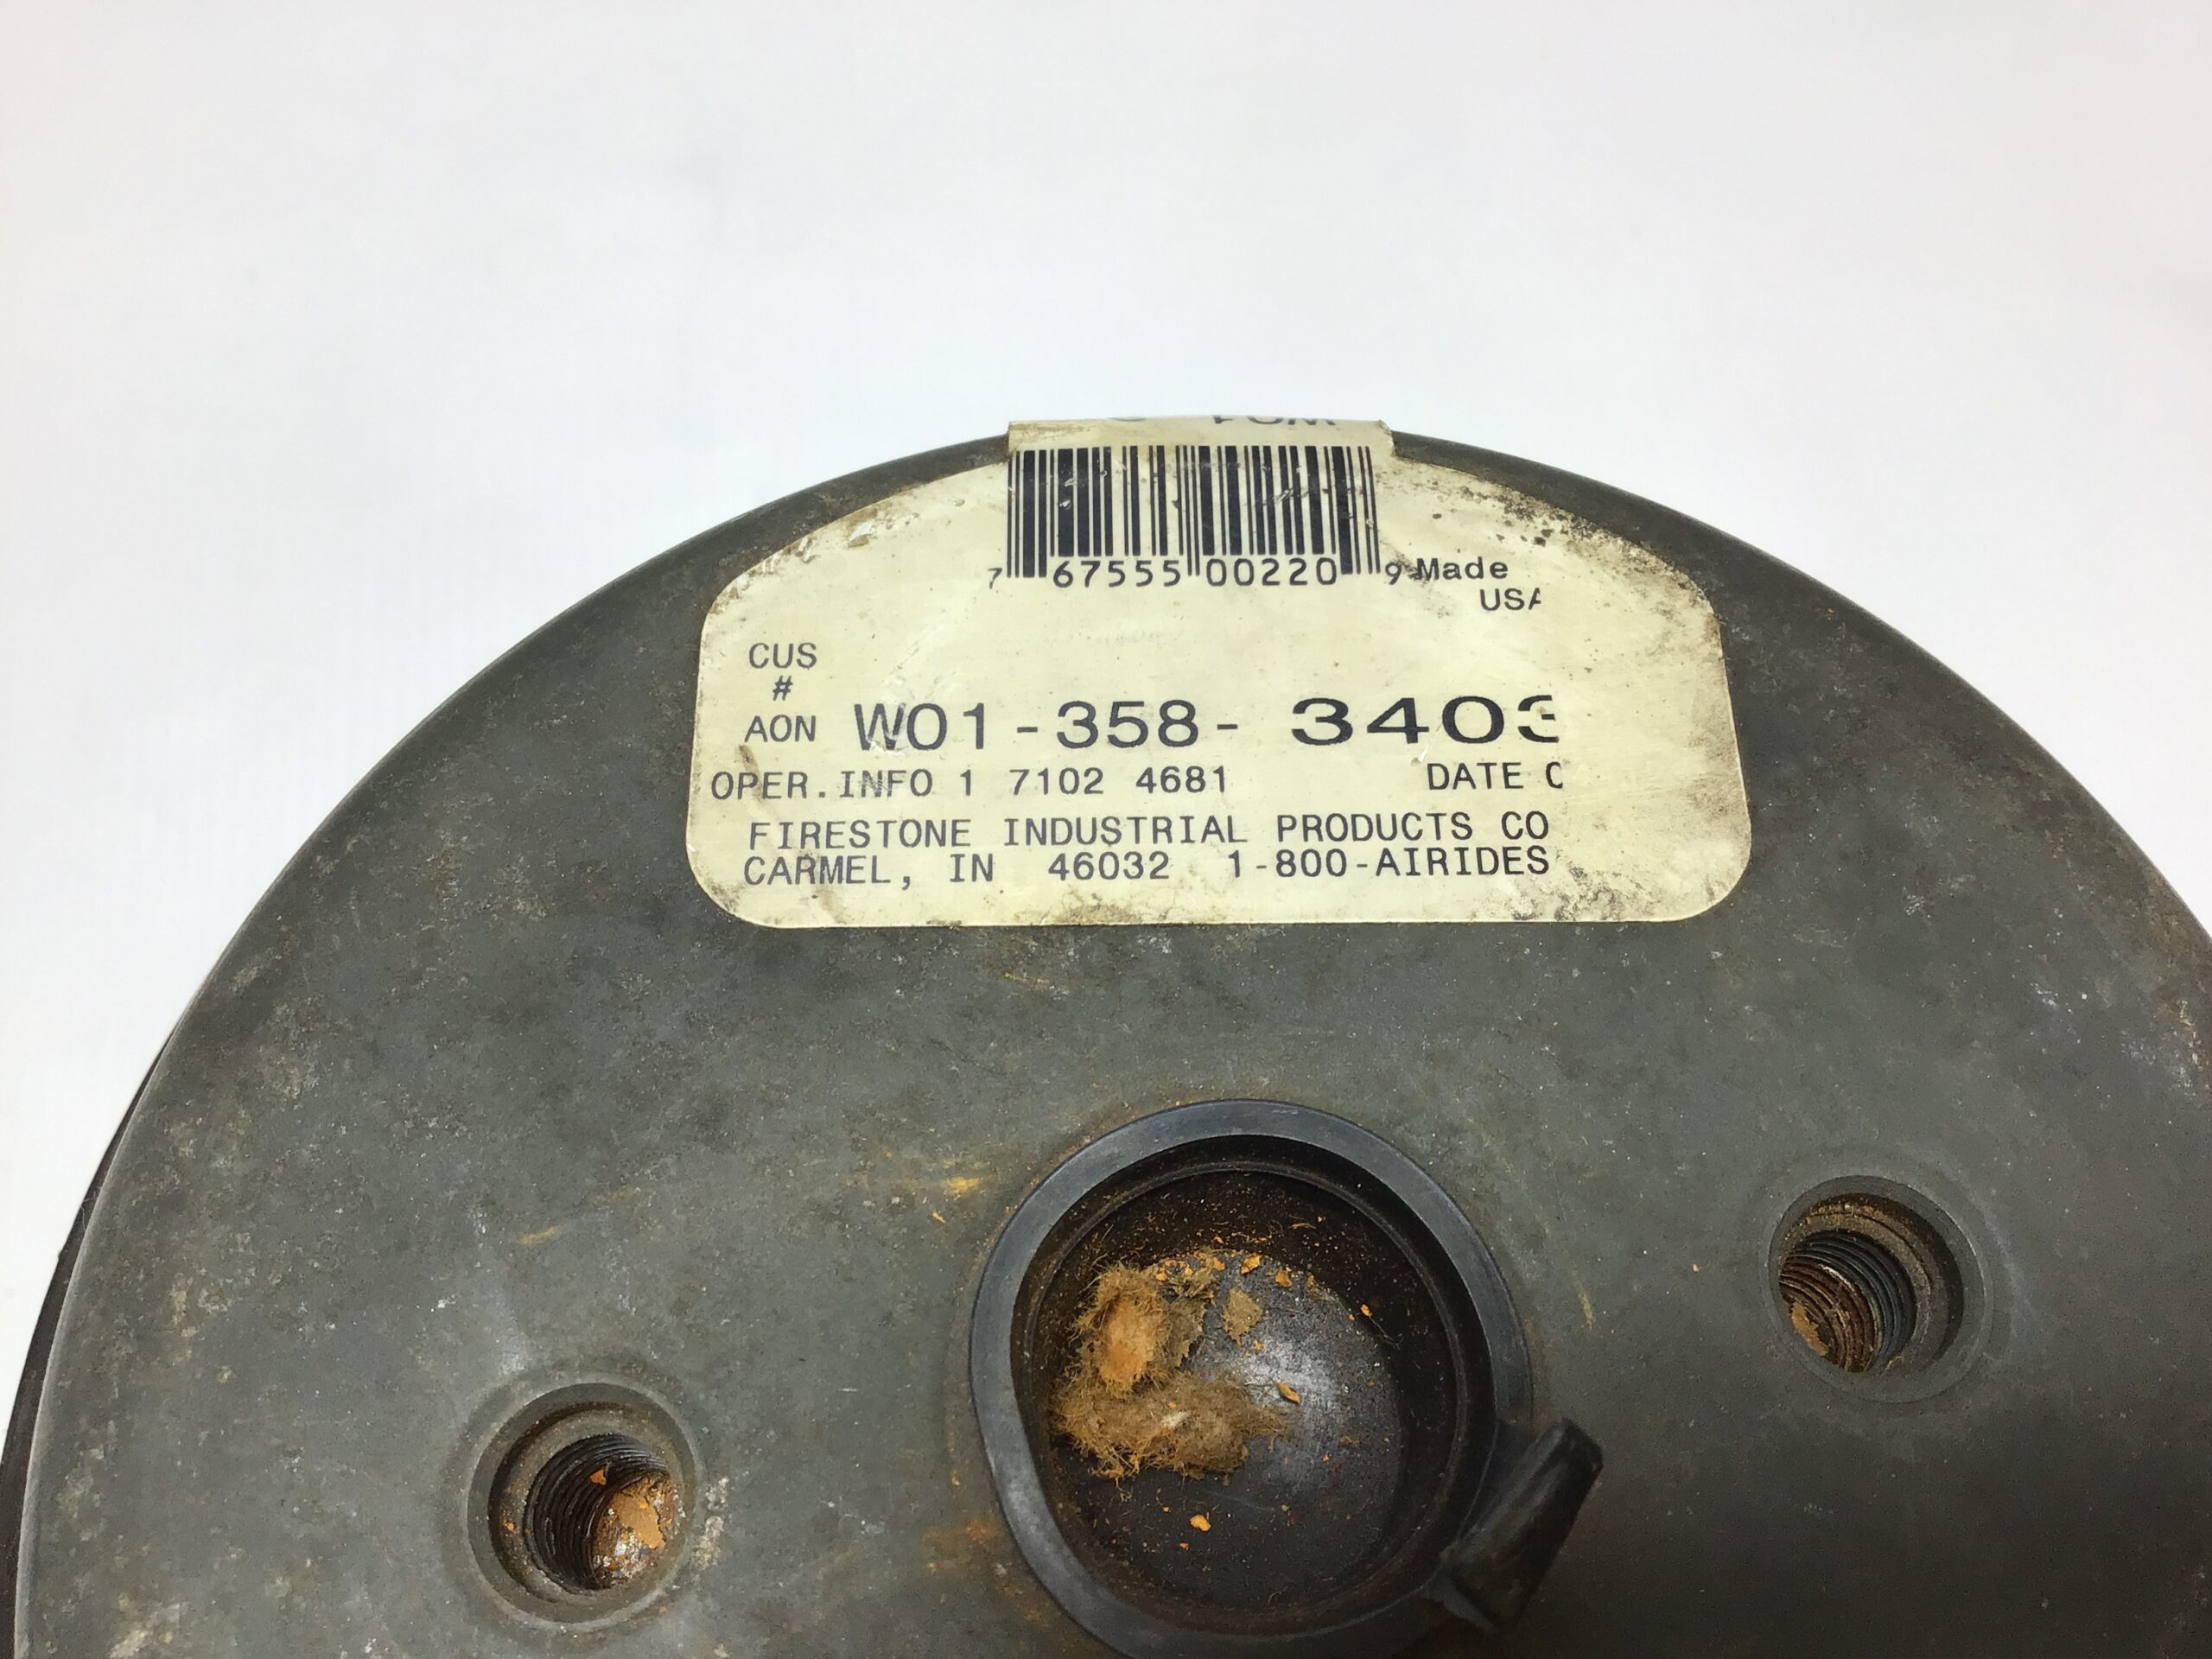 7 67555 00220 9 Made
USA
CUS
#
AON W01-358- 3403
OPER.INFO 1 7102 4681 DATE
FIRESTONE INDUSTRIAL PRODUCTS CO
CARMEL, IN 46032 1-800-AIRIDES